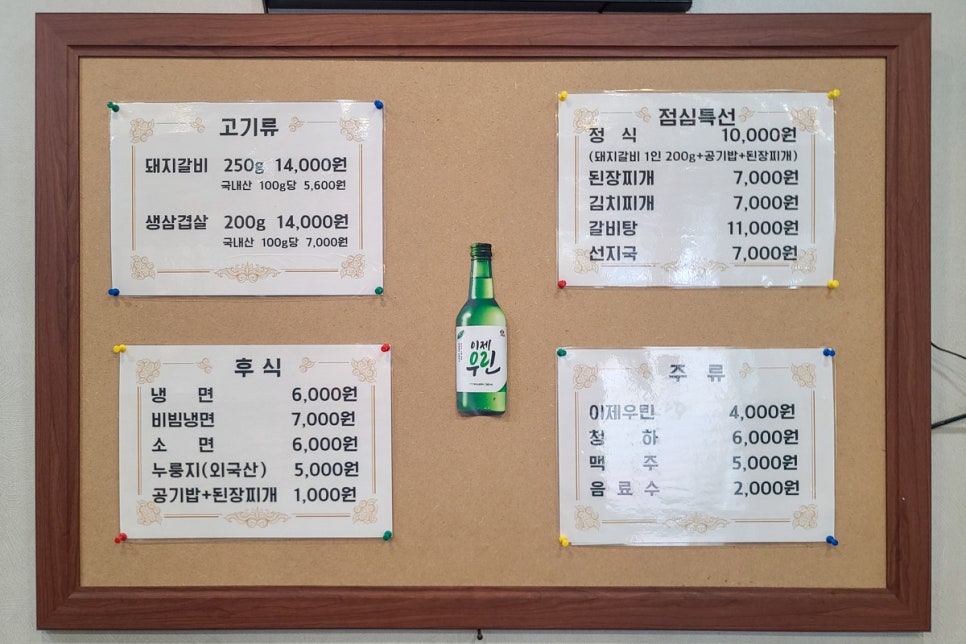 고기류
돼지갈비 250g 14,000원
국내산 100g당 5,600원
생삼겹살 200g 14,000원
국내산 100g당 7,000원
점심특선
정 식 10,000원
(돼지갈비 1인 200g+공기밥+된장찌개)
된장찌개 7,000원
김치찌개 7,000원
갈비탕 11,000원
선지국 7,000원
이제
우린
후식
냉 면 6,000원
비빔냉면 7,000원
소 면 6,000원
누룽지(외국산) 5,000원
공기밥+된장찌개 1,000원
주 류
이제우린 4,000원
청 하 6,000원
맥 주 5,000원
음 료 수 2,000원